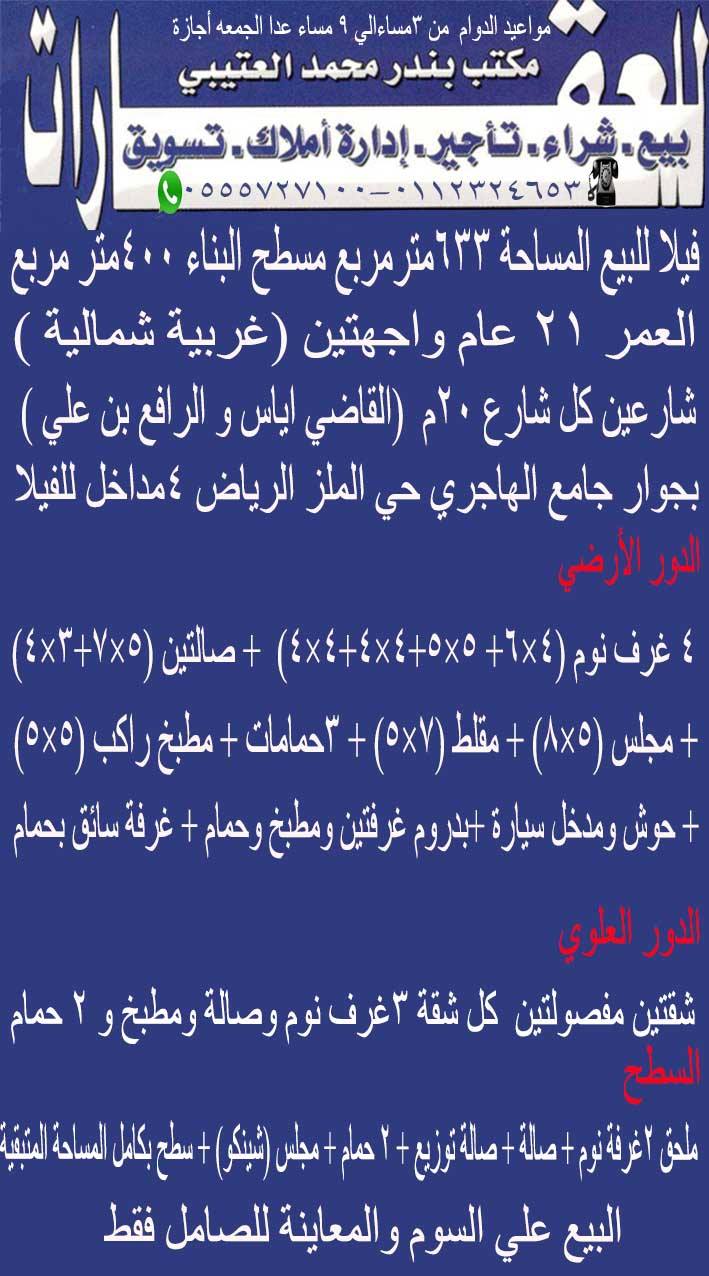 مواعيد الدوام من ٣مساءالي ٩ مساء عدا الجمعه أجازة
للعقارات
مكتب بندر محمد العتيبي
بيع ـ شراء ـ تأجير ـ إدارة أملاك ـ تسويق
٠٥٥٥٧٢٧١٠٠–٠١١٢٣٢٤٦٥٣
فيلا للبيع المساحة ٦٣٣مترمربع مسطح البناء ٤٠٠متر مربع
العمر ٢١ عام واجهتين (غربية شمالية )
شارعين كل شارع ٢٠م (القاضي اياس و الرافع بن علي )
بجوار جامع الهاجري حي الملز الرياض ٤مداخل للفيلا
الدور الأرضي
٤ غرف نوم (٤×٦+ ٥×٥+٤×٤+٤×٤) + صالتين (٥×٧+٣×٤)
+ مجلس (٥×٨) + مقلط (٧×٥) + ٣حمامات + مطبخ راكب (٥×٥)
+ حوش ومدخل سيارة +بدروم غرفتين ومطبخ وحمام + غرفة سائق بحمام
الدور العلوي
شقتين مفصولتين كل شقة ٣غرف نوم وصالة ومطبخ و ٢ حمام
السطح
ملحق ٢غرفة نوم + صالة + صالة توزيع + ٢ حمام + مجلس (شينكو) + سطح بكامل المساحة المتبقية
البيع علي السوم والمعاينة للصامل فقط